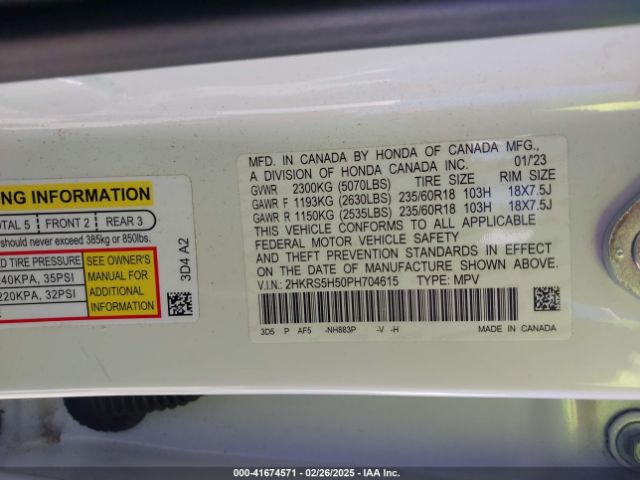 NG INFORMATION
OTAL 5 FRONT 2 REAR 3
should never exceed 385kg or 850lbs.
D TIRE PRESSURE
40KPA, 35PSI
220KPA, 32PSI
SEE OWNER'S
MANUAL FOR
ADDITIONAL
INFORMATION
3D4 A2
MFD. IN CANADA BY HONDA OF CANADA MFG.,
A DIVISION OF HONDA CANADA INC. 01/'23
GVWR 2300KG (5070LBS) TIRE SIZE RIM SIZE
GAWR F 1193KG (2630LBS) 235/60R18 103H 18X7.5J
GAWR R 1150KG (2535LBS) 235/60R18 103H 18X7.5J
THIS VEHICLE CONFORMS TO ALL APPLICABLE
FEDERAL MOTOR VEHICLE SAFETY
AND THEFT PREVENTION STANDARDS IN EFFECT
ON THE DATE OF MANUFACTURE SHOWN ABOVE.
V.I.N.: 2HKRS5H50PH704615 TYPE: MPV
3D5 P AF5 -NH883P -V -H
MADE IN CANADA
000-41674571 - 02/26/2025 - IAA Inc.